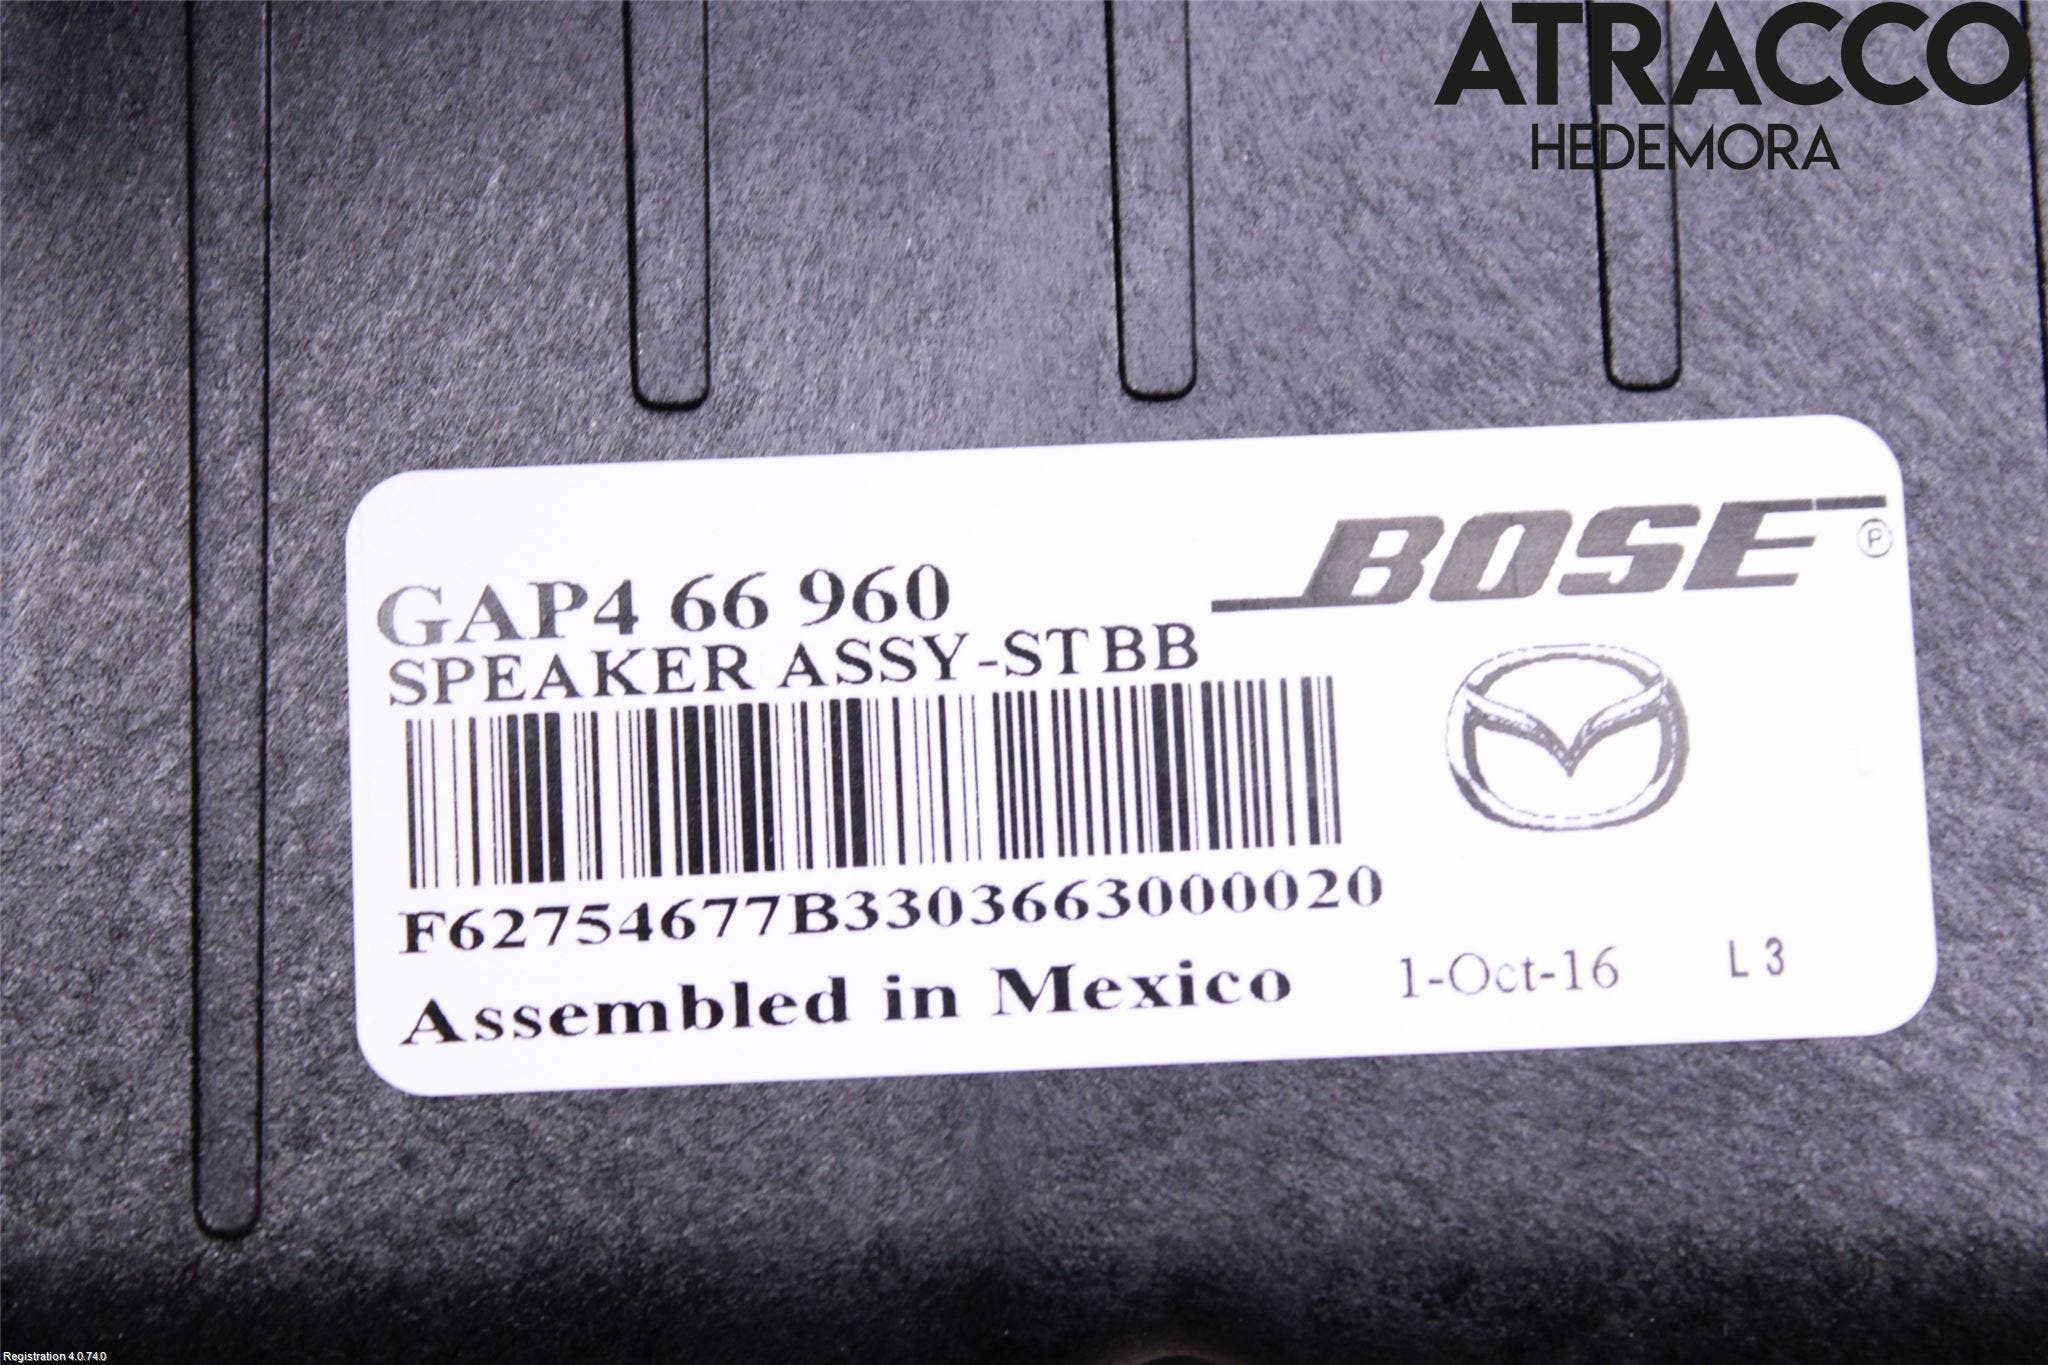 ATRACCO
HEDEMORA
BOSE ®
GAP4 66 960
SPEAKER ASSY-STBB
F62754677B3303663000020
Assembled in Mexico 1-Oct-16 L3
Registration 4.0.74.0